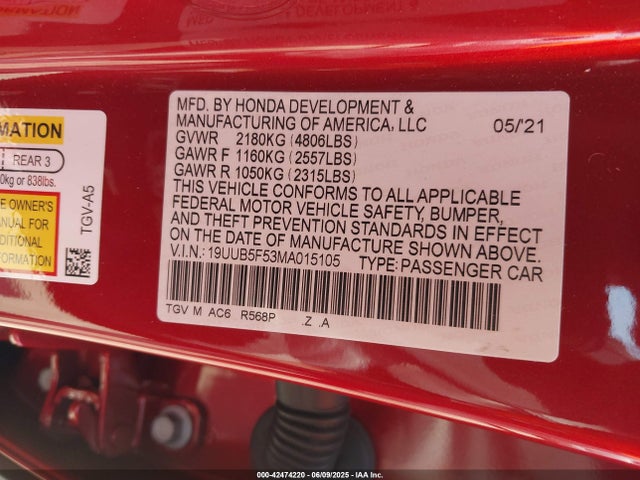 MFD. BY HONDA DEVELOPMENT &
MANUFACTURING OF AMERICA, LLC 05/'21
GVWR 2180KG (4806LBS)
GAWR F 1160KG (2557LBS)
GAWR R 1050KG (2315LBS)
THIS VEHICLE CONFORMS TO ALL APPLICABLE
FEDERAL MOTOR VEHICLE SAFETY, BUMPER,
AND THEFT PREVENTION STANDARDS IN EFFECT
ON THE DATE OF MANUFACTURE SHOWN ABOVE.
V.I.N.: 19UUB5F53MA015105 TYPE: PASSENGER CAR
TGV M AC6 R568P .Z .A
MATION
REAR 3
0kg or 838lbs.
E OWNER'S
ANUAL FOR
DITIONAL
ORMATION
TGV-A5
000-42474220 | 06/09/2025 | IAA Inc.